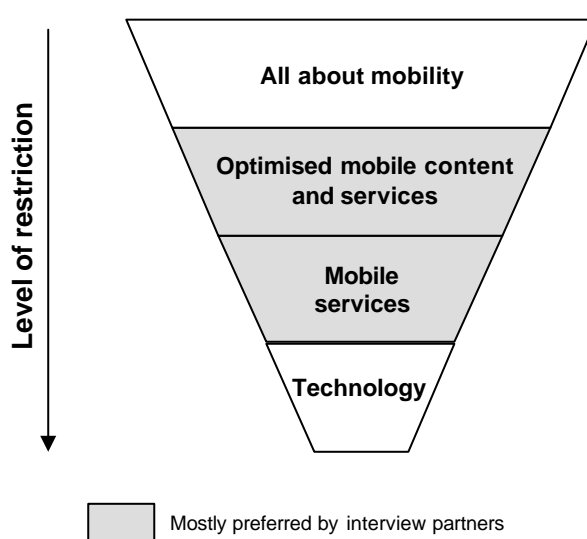 Level of restriction
All about mobility
Optimised mobile content
and services
Mobile
services
Technology
Mostly preferred by interview partners